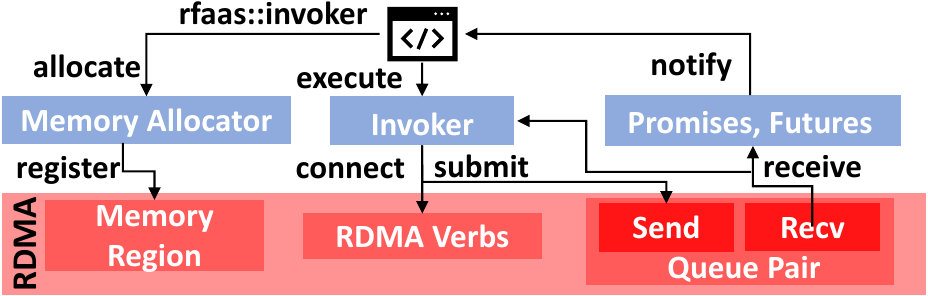 rfaas::invoker
</>
allocate
execute
notify
Memory Allocator
Invoker
Promises, Futures
register
connect
submit
receive
RDMA
Memory
Region
RDMA Verbs
Send
Recv
Queue Pair